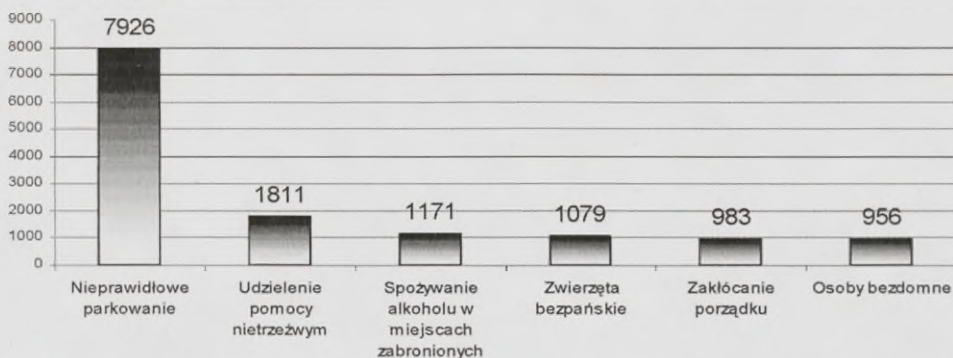 9000
8000
7000
6000
5000
4000
3000
2000
1000
0
7926
1811
1171
1079
983
956
Nieprawidłowe
parkowanie
Udzielenie
pomocy
nietrzeźwym
Spożywanie
alkoholu w
miejscach
zabronionych
Zwierzęta
bezpańskie
Zakłócanie
porządku
Osoby bezdomne